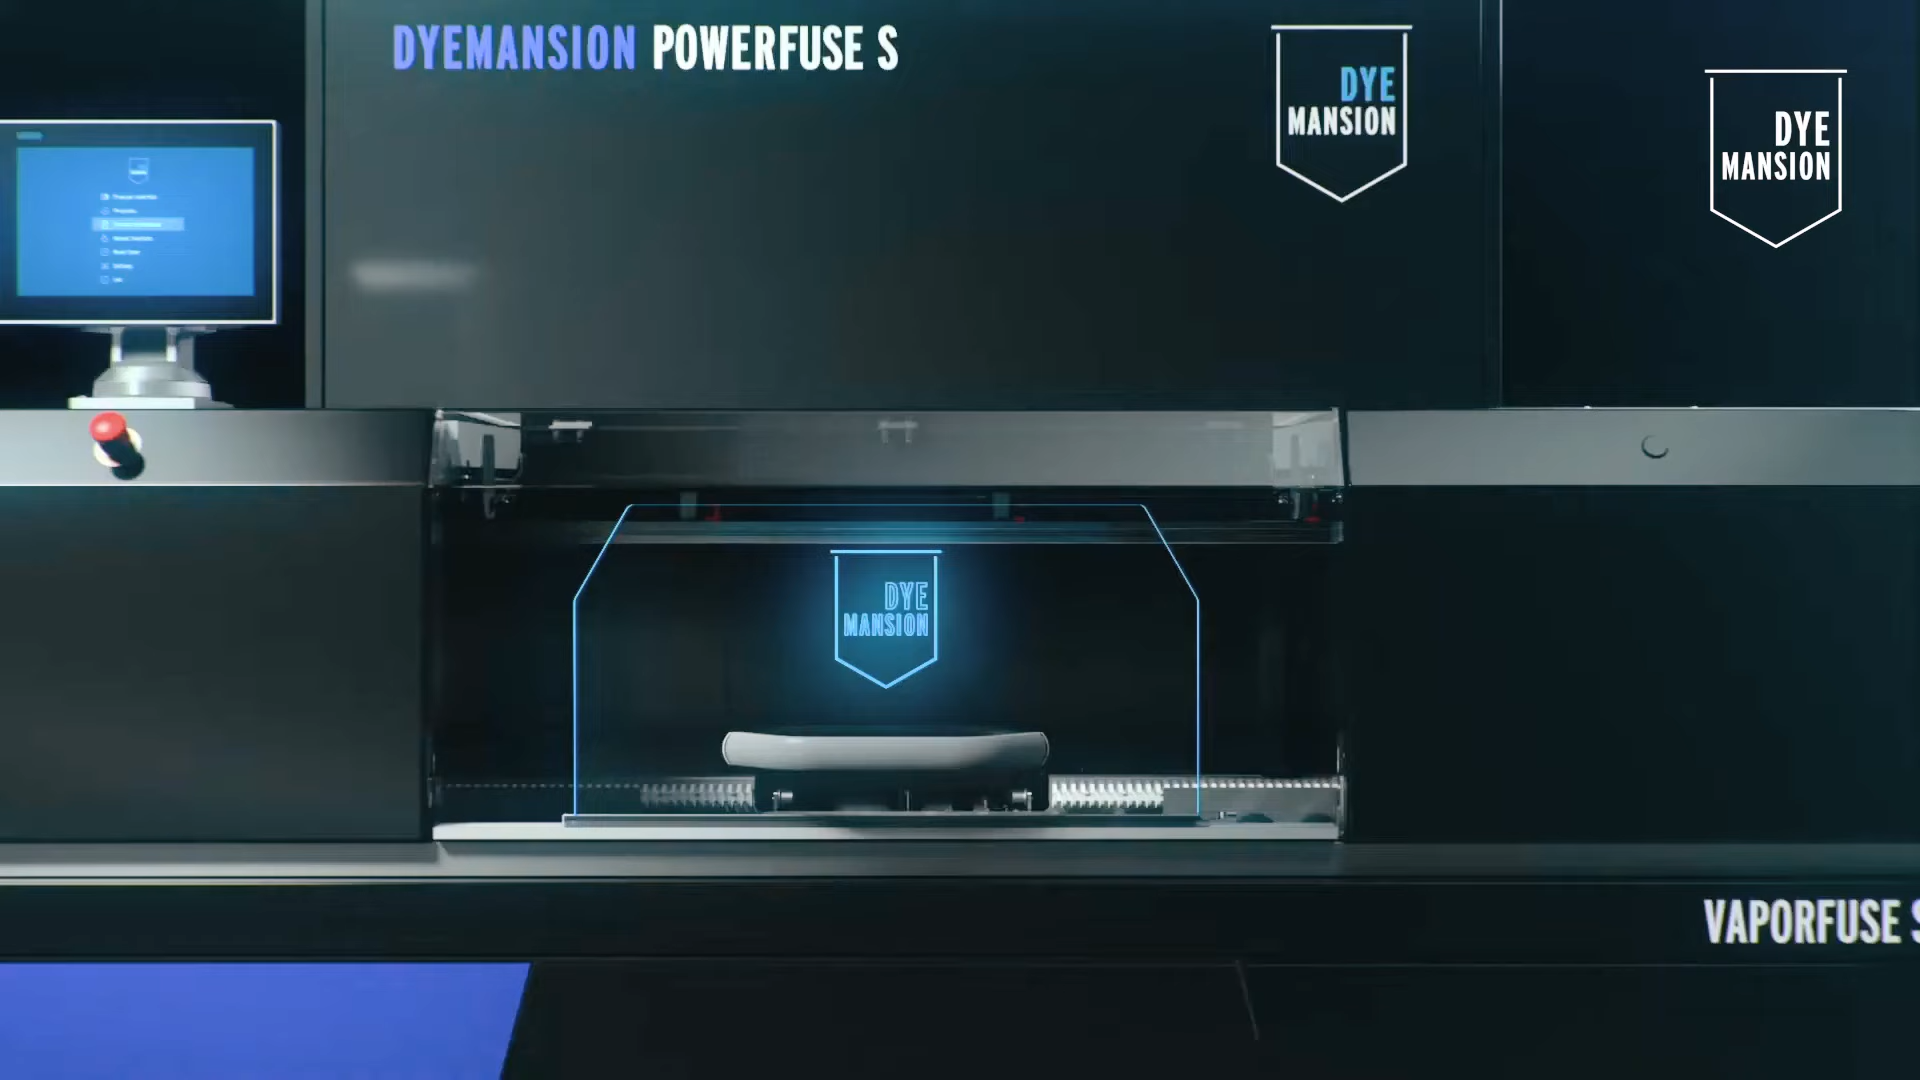 DYEMANSION POWERFUSE S
DYE
MANSION
DYE
MANSION
DYE
MANSION
VAPORFUSE S